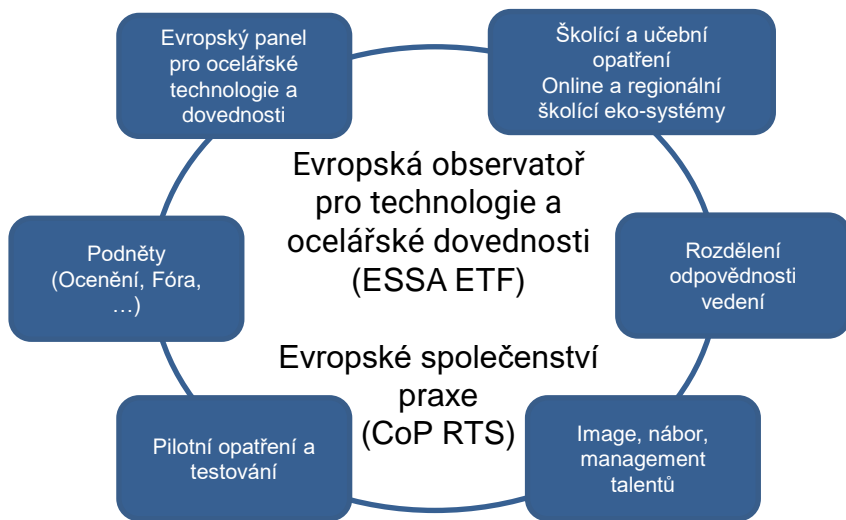 Evropský panel
pro ocelářské
technologie a
dovednosti
Školící a učební
opatření
Online a regionální
školící eko-systémy
Evropská observatoř
pro technologie a
ocelářské dovednosti
(ESSA ETF)
Podněty
(Ocenění, Fóra,
…)
Rozdělení
odpovědnosti
vedení
Evropské společenství
praxe
(CoP RTS)
Pilotní opatření a
testování
Image, nábor,
management
talentů